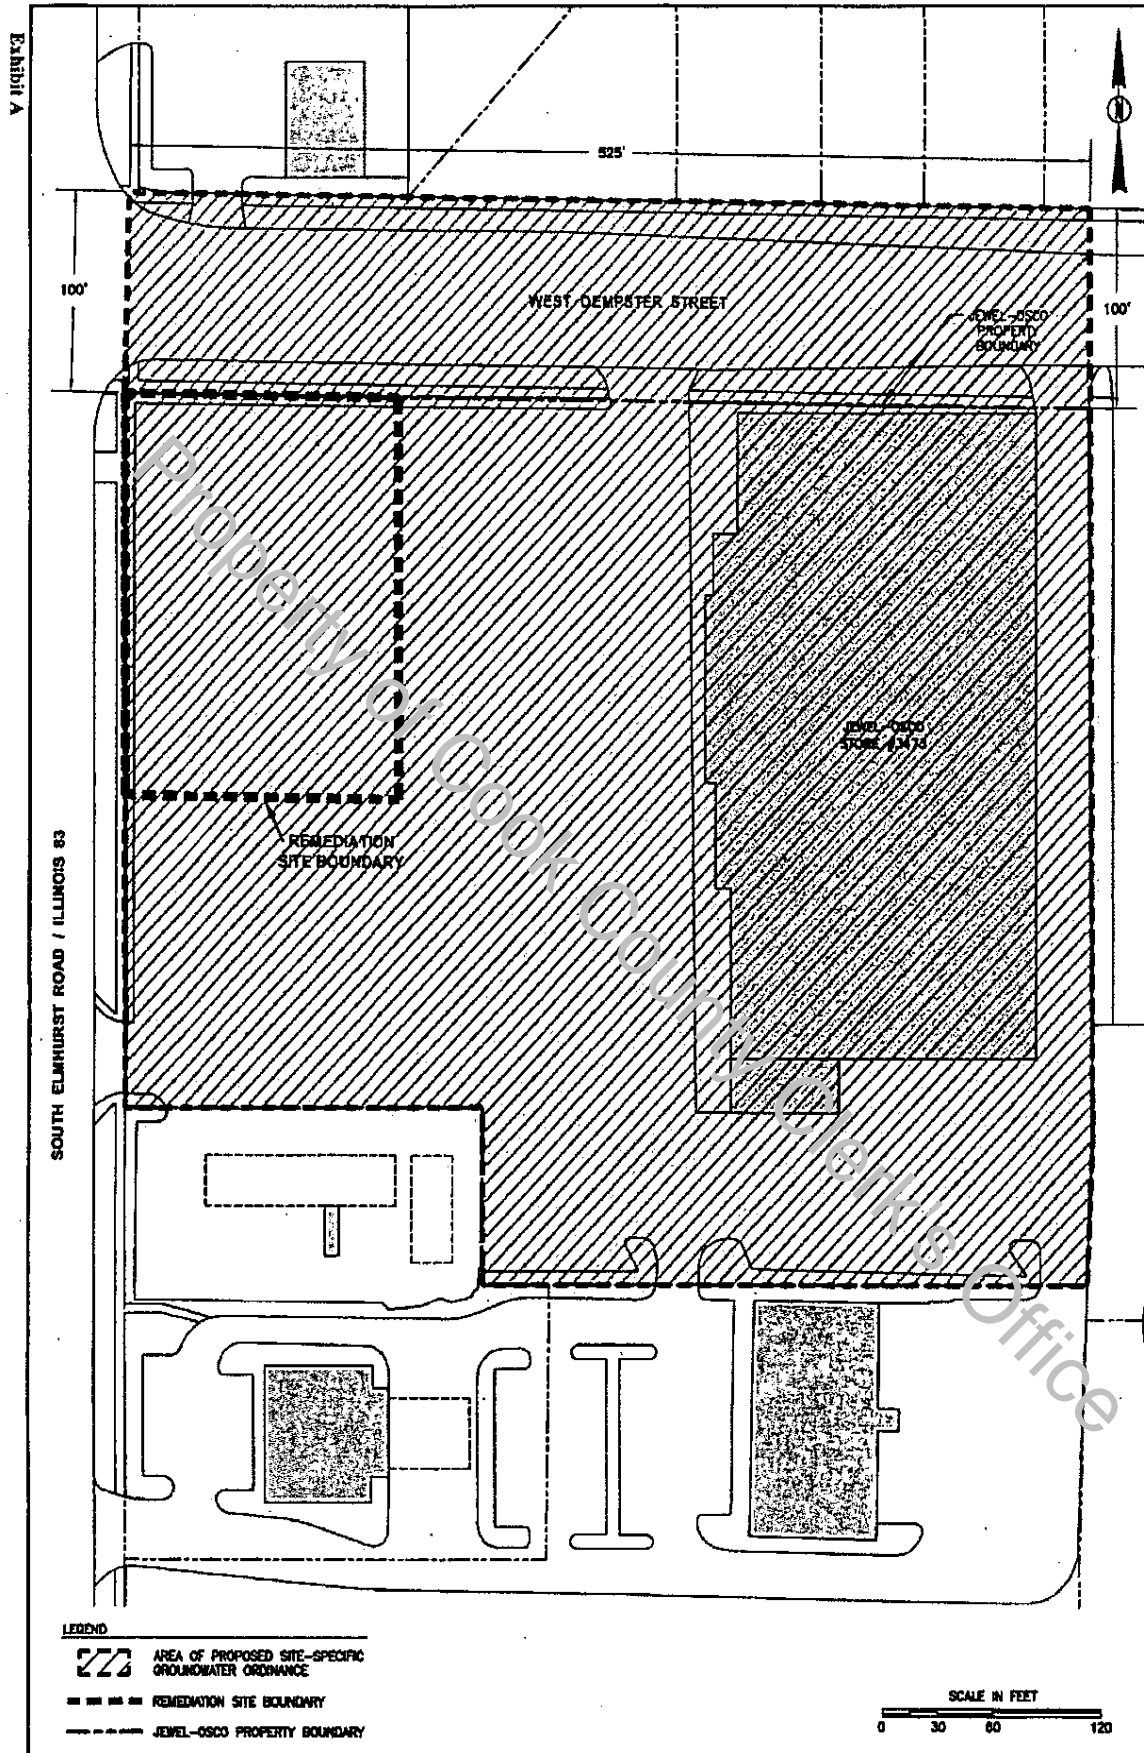 Exhibit A
525'
100'
WEST DEMPSTER STREET
JEWEL-OSCO
PROPERTY
BOUNDARY
100'
JEWEL-OSCO
STORE
REMEDIATION
SITE BOUNDARY
SOUTH ELMHURST ROAD / ILLINOIS 83
Property of Cook County Clerk's Office
LEGEND
AREA OF PROPOSED SITE-SPECIFIC
GROUNDWATER ORDINANCE
REMEDIATION SITE BOUNDARY
JEWEL-OSCO PROPERTY BOUNDARY
SCALE IN FEET
0 30 60 120